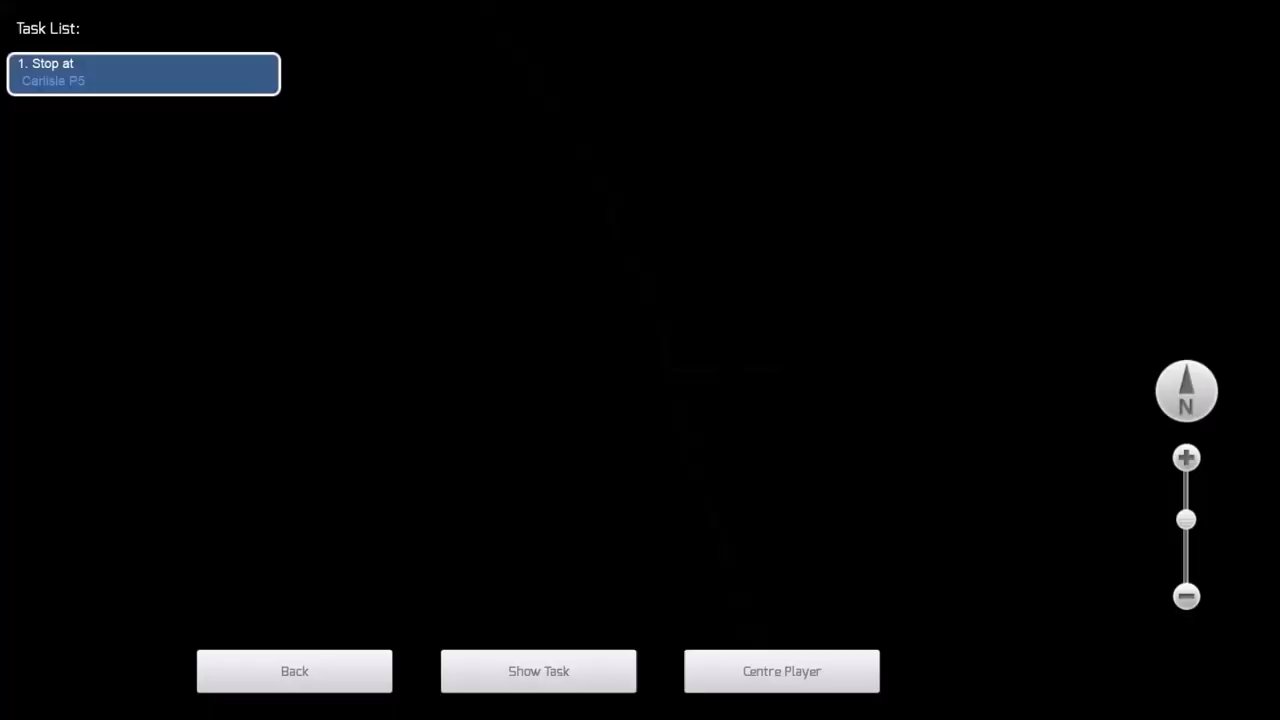 Task List:
1. Stop at
Carlisle P5
N
Back
Show Task
Centre Player